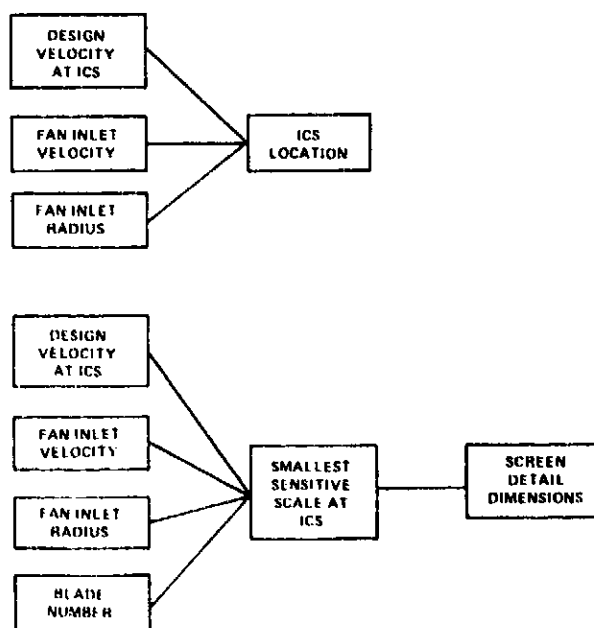 DESIGN
VELOCITY
AT ICS
FAN INLET
VELOCITY
FAN INLET
RADIUS
ICS
LOCATION
DESIGN
VELOCITY
AT ICS
FAN INLET
VELOCITY
FAN INLET
RADIUS
BLADE
NUMBER
SMALLEST
SENSITIVE
SCALE AT
ICS
SCREEN
DETAIL
DIMENSIONS